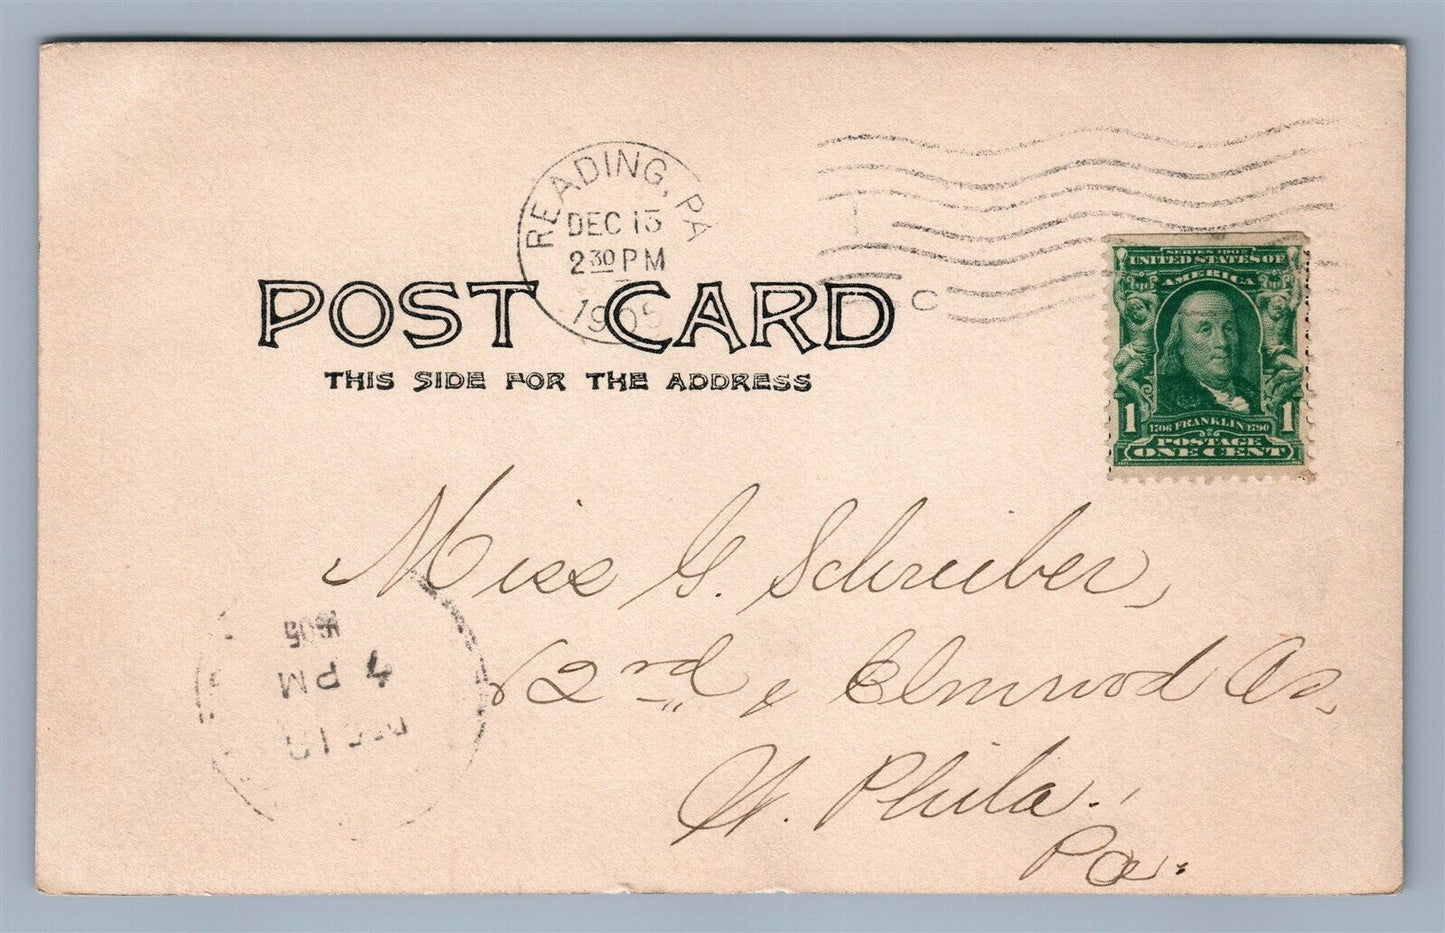 READING, PA
DEC 13
2 30 PM
1905
C
POST CARD
THIS SIDE FOR THE ADDRESS
SERIES 1902
UNITED STATES OF
AMERICA
1 1706 FRANKLIN 1790 1
POSTAGE
ONE CENT
Miss G. Schreiber,
62nd & Elmwood Av,
W. Phila.,
Pa.
DEC 13
4 PM
1905